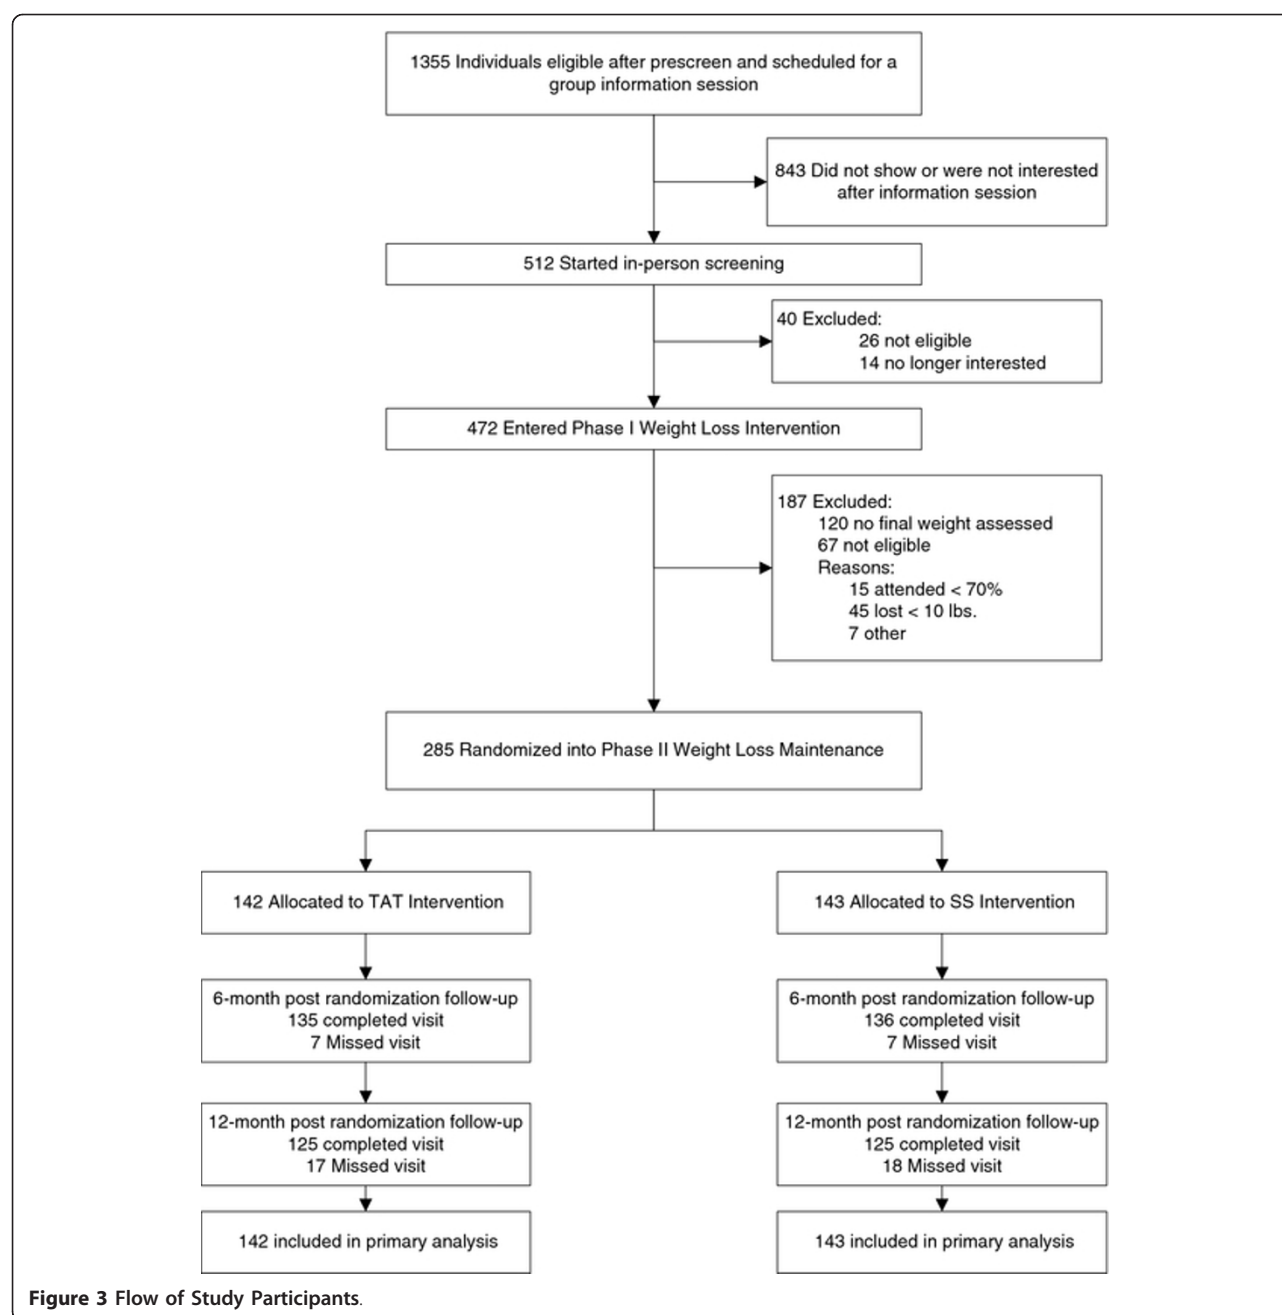 1355 Individuals eligible after prescreen and scheduled for a
group information session
843 Did not show or were not interested
after information session
512 Started in-person screening
40 Excluded:
26 not eligible
14 no longer interested
472 Entered Phase I Weight Loss Intervention
187 Excluded:
120 no final weight assessed
67 not eligible
Reasons:
15 attended < 70%
45 lost < 10 lbs.
7 other
285 Randomized into Phase II Weight Loss Maintenance
142 Allocated to TAT Intervention
143 Allocated to SS Intervention
6-month post randomization follow-up
135 completed visit
7 Missed visit
6-month post randomization follow-up
136 completed visit
7 Missed visit
12-month post randomization follow-up
125 completed visit
17 Missed visit
12-month post randomization follow-up
125 completed visit
18 Missed visit
142 included in primary analysis
143 included in primary analysis
Figure 3 Flow of Study Participants.